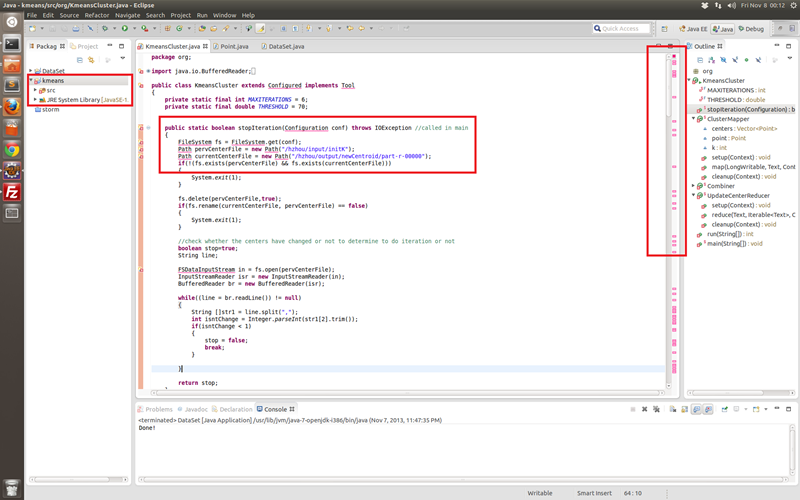 Java - kmeans/src/org/KmeansCluster.java - Eclipse
Fri Nov 8 00:12
File Edit Source Refactor Navigate Search Project Run Window Help
Quick Access
Java EE
Java
Debug
Packag
Project
DataSet
kmeans
src
JRE System Library [JavaSE-1
storm
KmeansCluster.java
Point.java
DataSet.java
package org;
import java.io.BufferedReader;
public class KmeansCluster extends Configured implements Tool
{
private static final int MAXITERATIONS = 6;
private static final double THRESHOLD = 70;
public static boolean stopIteration(Configuration conf) throws IOException //called in main
{
FileSystem fs = FileSystem.get(conf);
Path pervCenterFile = new Path("/hzhou/input/initK");
Path currentCenterFile = new Path("/hzhou/output/newCentroid/part-r-00000");
if(!(fs.exists(pervCenterFile) && fs.exists(currentCenterFile)))
{
System.exit(1);
}
fs.delete(pervCenterFile,true);
if(fs.rename(currentCenterFile, pervCenterFile) == false)
{
System.exit(1);
}
//check whether the centers have changed or not to determine to do iteration or not
boolean stop=true;
String line;
FSDataInputStream in = fs.open(pervCenterFile);
InputStreamReader isr = new InputStreamReader(in);
BufferedReader br = new BufferedReader(isr);
while((line = br.readLine()) != null)
{
String []str1 = line.split(",");
int isntChange = Integer.parseInt(str1[2].trim());
if(isntChange < 1)
{
stop = false;
break;
}
}
return stop;
Outline
org
KmeansCluster
MAXITERATIONS : int
THRESHOLD : double
stopIteration(Configuration) : b
ClusterMapper
centers : Vector<Point>
point : Point
k : int
setup(Context) : void
map(LongWritable, Text, Cont
cleanup(Context) : void
Combiner
UpdateCenterReducer
setup(Context) : void
reduce(Text, Iterable<Text>, C
cleanup(Context) : void
run(String[]) : int
main(String[]) : void
Problems
Javadoc
Declaration
Console
<terminated> DataSet [Java Application] /usr/lib/jvm/java-7-openjdk-i386/bin/java (Nov 7, 2013, 11:47:35 PM)
Done!
Writable
Smart Insert
64 : 10